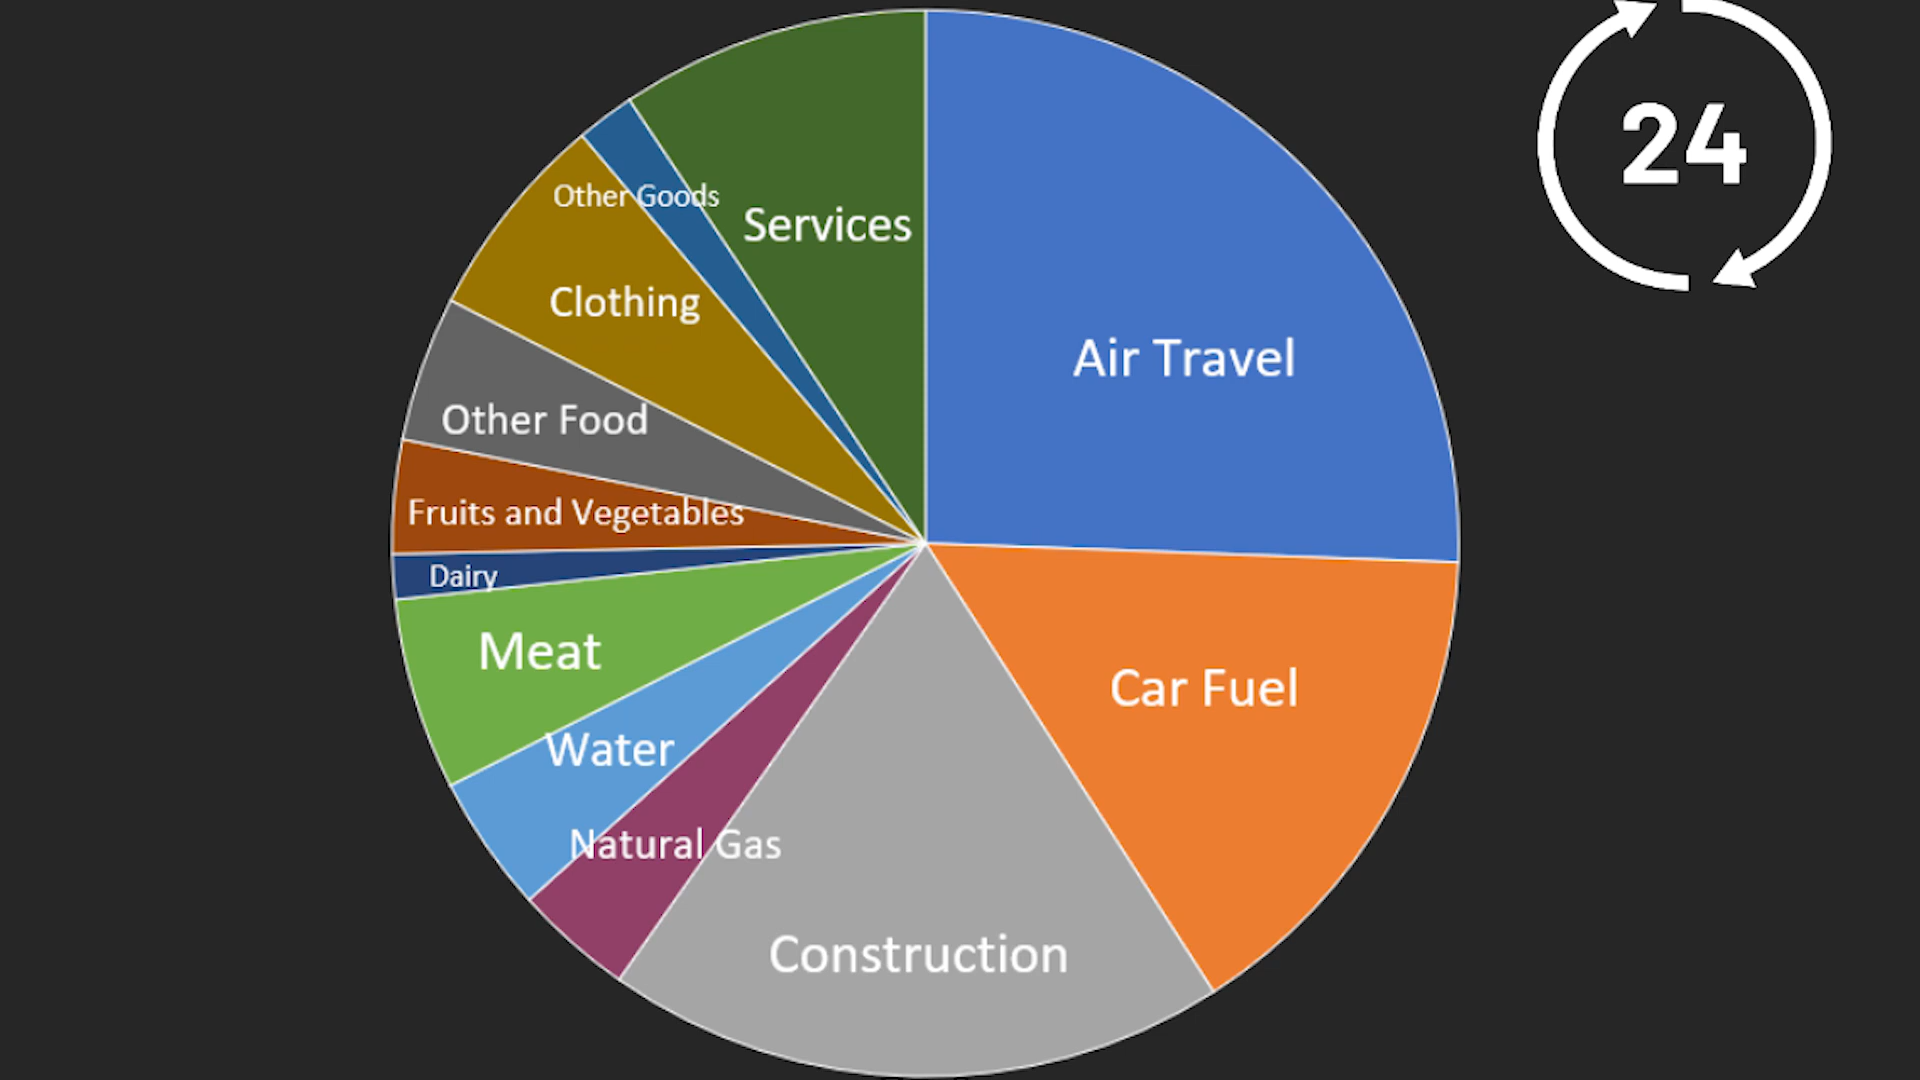 24
Other Goods
Services
Clothing
Air Travel
Other Food
Fruits and Vegetables
Dairy
Meat
Car Fuel
Water
Natural Gas
Construction